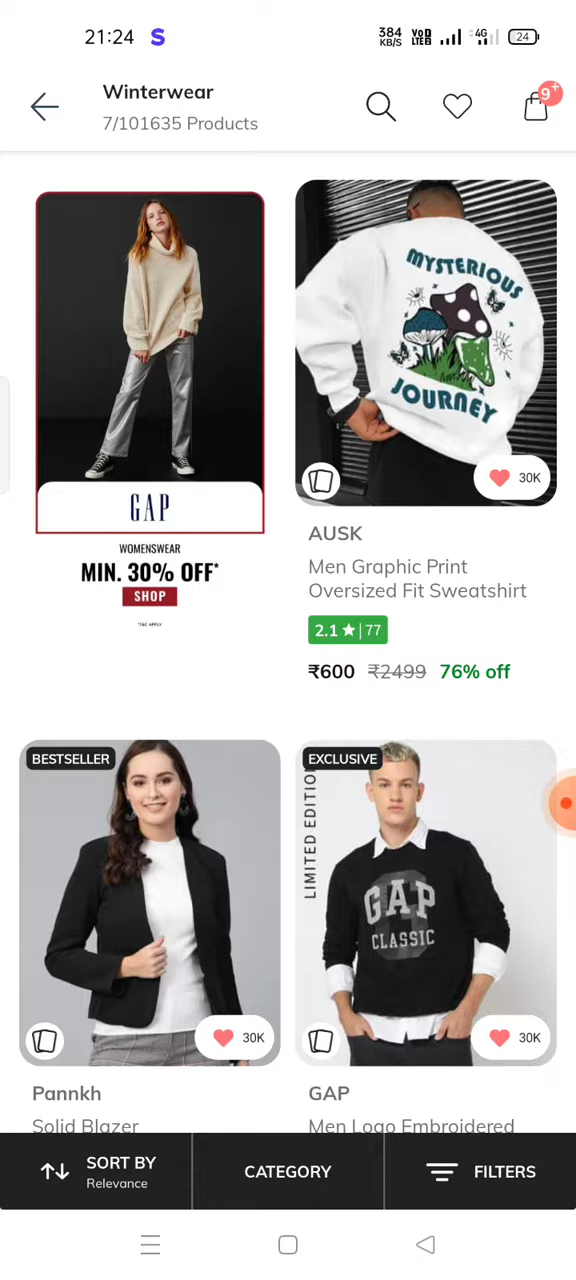 21:24
S
384 KB/S
VoD LTE
4G
24
Winterwear
7/101635 Products
9+
GAP
WOMENSWEAR
MIN. 30% OFF*
SHOP
*T&C APPLY
MYSTERIOUS
JOURNEY
30K
AUSK
Men Graphic Print
Oversized Fit Sweatshirt
2.1 ★ | 77
₹600 ₹2499 76% off
BESTSELLER
30K
Pannkh
Solid Blazer
EXCLUSIVE
LIMITED EDITION
GAP
CLASSIC
30K
GAP
Men Logo Embroidered
SORT BY
Relevance
CATEGORY
FILTERS